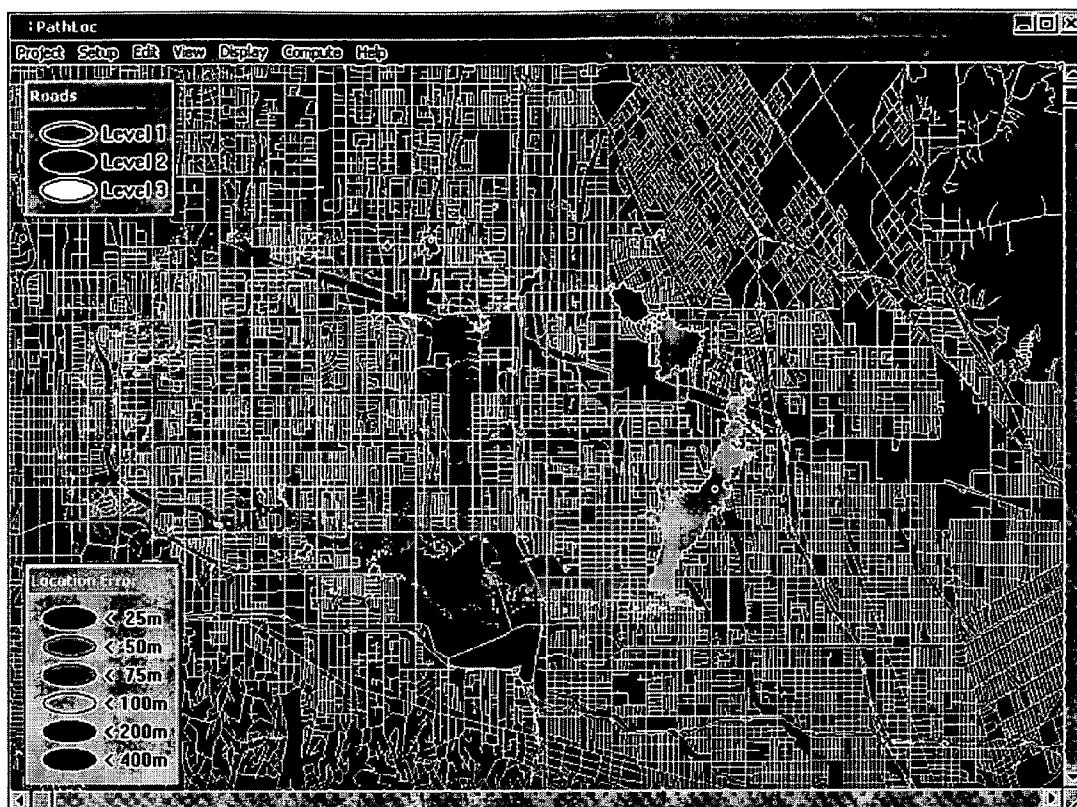 :PathLoc
Project Setup Edit View Display Compute Help
Roads
Level 1
Level 2
Level 3
Location Error
< 25m
< 50m
< 75m
< 100m
< 200m
< 400m